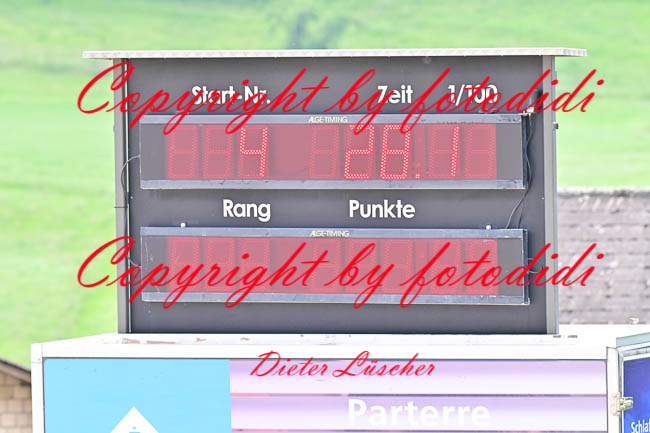 Start-Nr. Zeit 1/100
Copyright by fotodidi
ALGE-TIMING
4 28.1
Rang Punkte
ALGE-TIMING
Copyright by fotodidi
Dieter Lüscher
Parterre